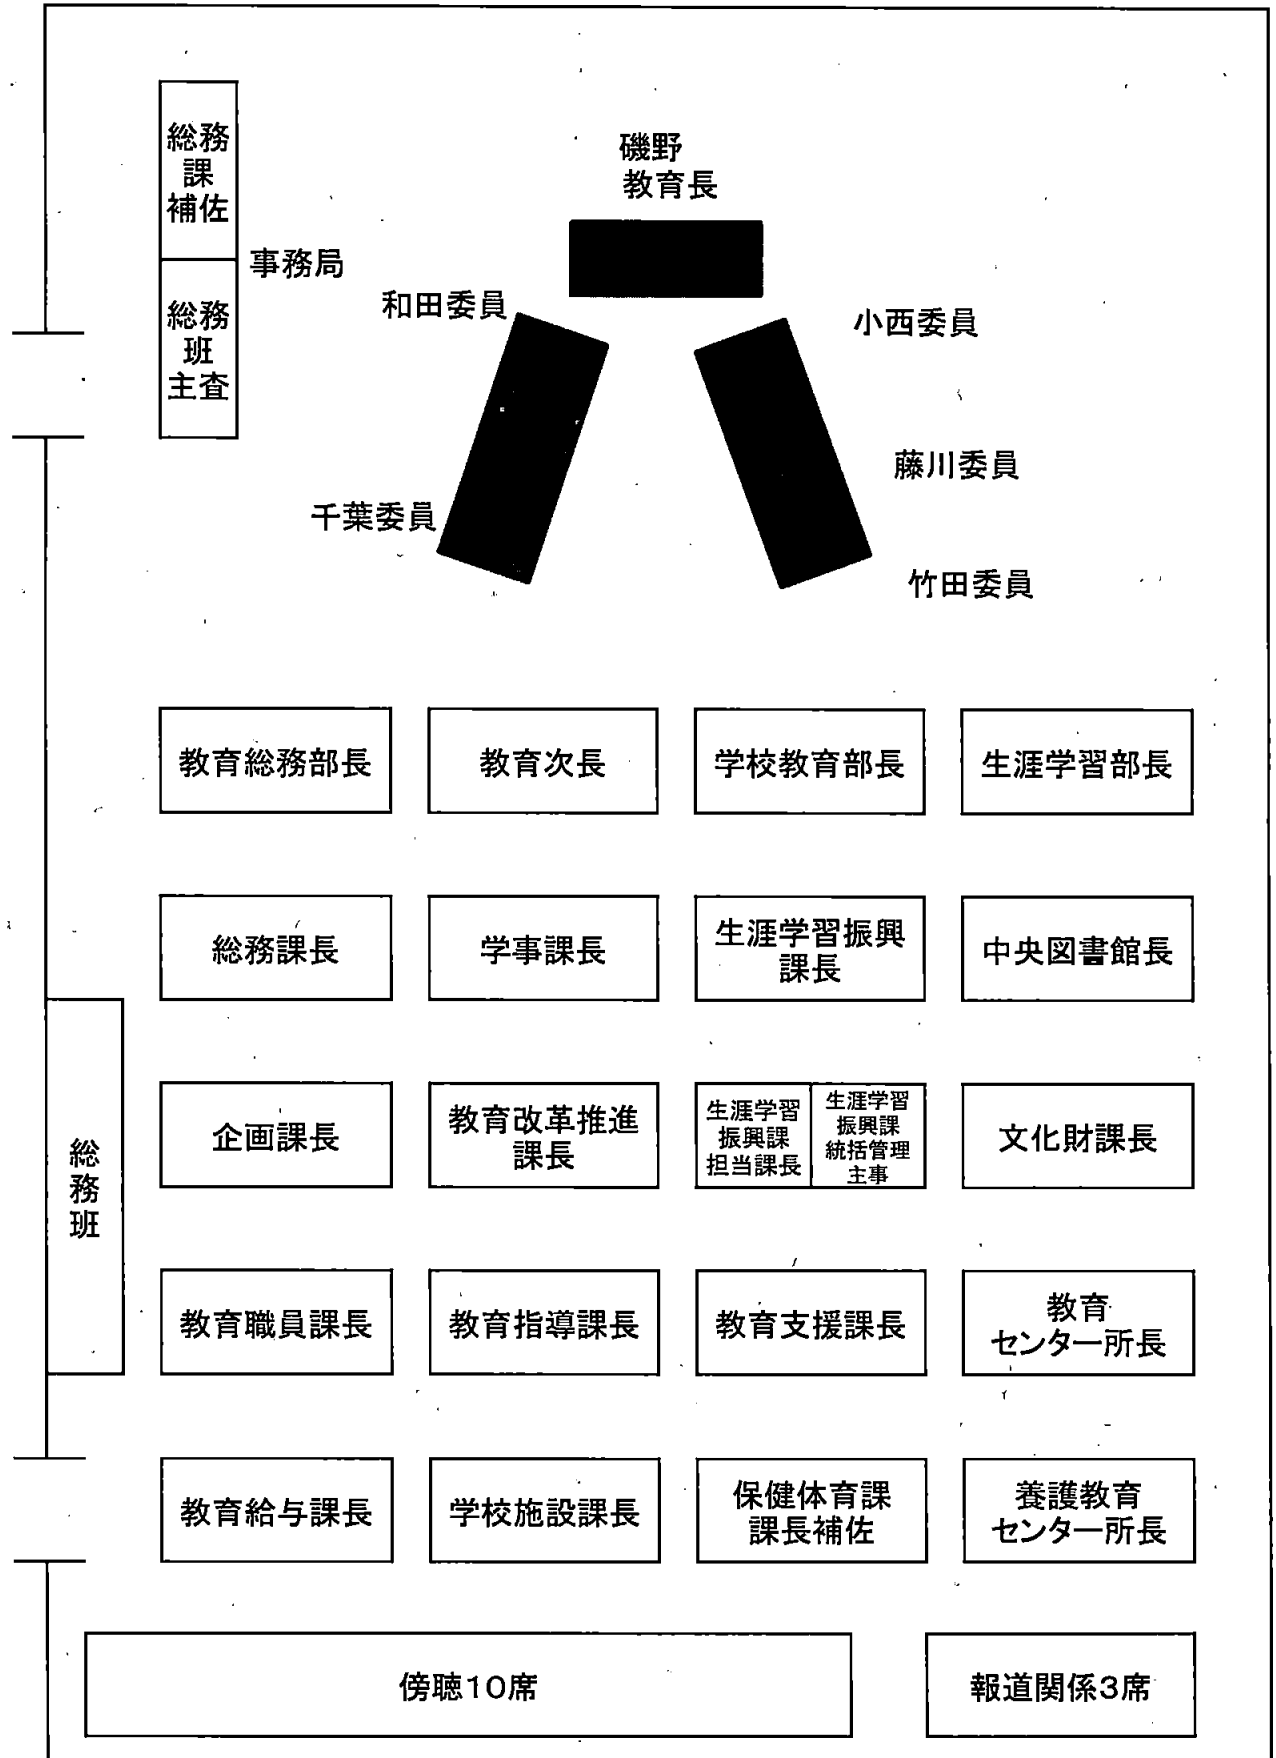 総務
課
補佐
総務
班
主査
事務局
磯野
教育長
和田委員
小西委員
藤川委員
千葉委員
竹田委員
教育総務部長
教育次長
学校教育部長
生涯学習部長
総務課長
学事課長
生涯学習振興
課長
中央図書館長
総務班
企画課長
教育改革推進
課長
生涯学習
振興課
担当課長
生涯学習
振興課
統括管理
主事
文化財課長
教育職員課長
教育指導課長
教育支援課長
教育
センター所長
教育給与課長
学校施設課長
保健体育課
課長補佐
養護教育
センター所長
傍聴10席
報道関係3席